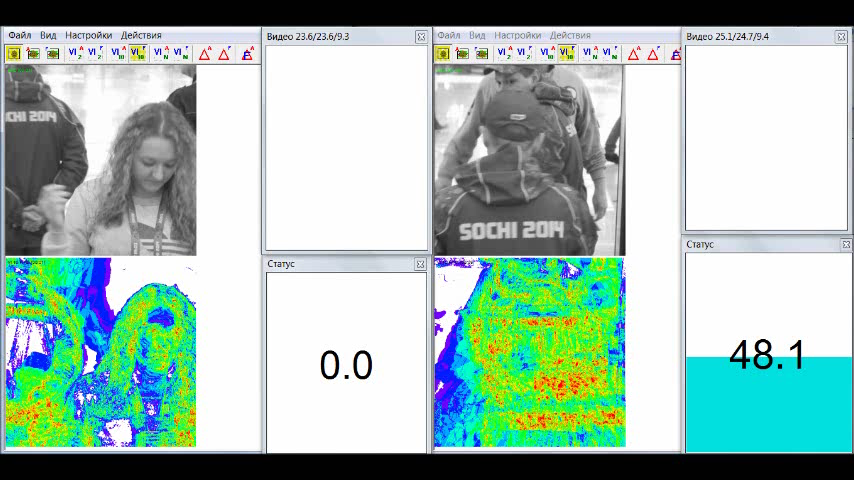 Файл Вид Настройки Действия
Видео 23.6/23.6/9.3
CHI 2014
Статус
0.0
Файл Вид Настройки Действия
Видео 25.1/24.7/9.4
SOCHI 2014
Статус
48.1